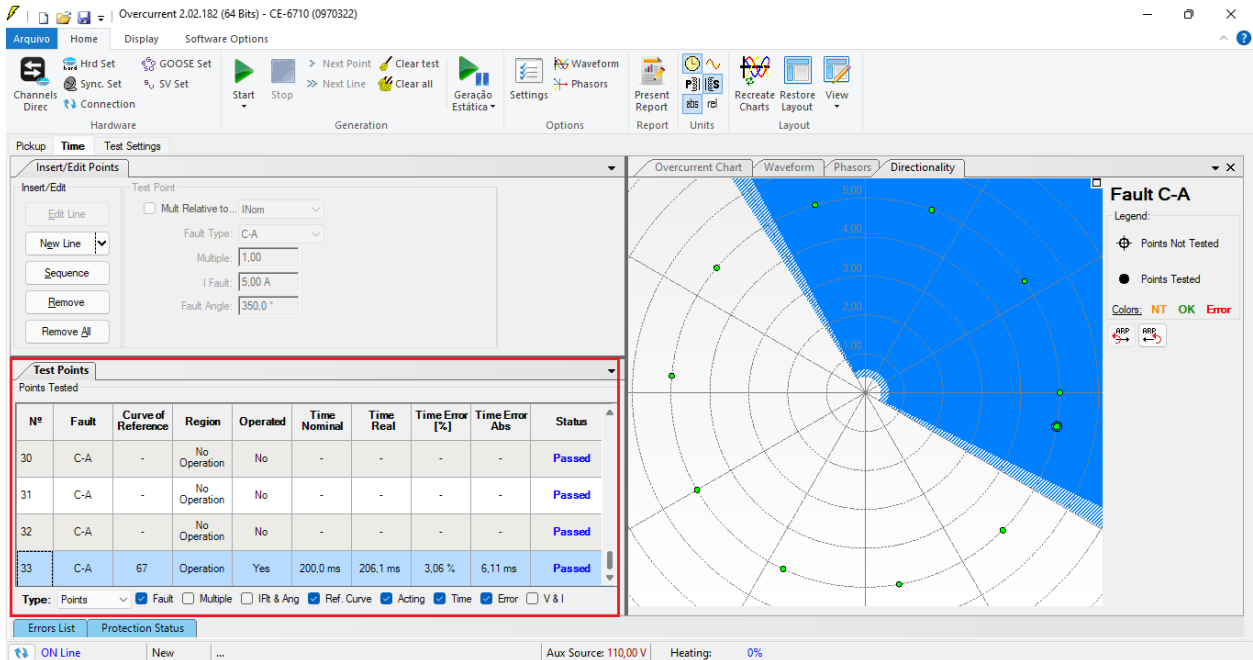 Overcurrent 2.02.182 (64 Bits) - CE-6710 (0970322)
Arquivo Home Display Software Options
Channels Direc
Hrd Set
Sync. Set
Connection
GOOSE Set
SV Set
Hardware
Start
Stop
Next Point
Next Line
Clear test
Clear all
Geração Estática
Generation
Settings
Waveform
Phasors
Options
Present Report
Report
abs rel
Units
Recreate Charts
Restore Layout
View
Layout
Pickup Time Test Settings
Insert/Edit Points
Insert/Edit
Edit Line
New Line
Sequence
Remove
Remove All
Test Point
Mult Relative to... INom
Fault Type: C-A
Multiple: 1,00
I Fault: 5,00 A
Fault Angle: 350,0 °
Test Points
Points Tested
Nº Fault Curve of Reference Region Operated Time Nominal Time Real Time Error [%] Time Error Abs Status
30 C-A - No Operation No - - - - Passed
31 C-A - No Operation No - - - - Passed
32 C-A - No Operation No - - - - Passed
33 C-A 67 Operation Yes 200,0 ms 206,1 ms 3,06 % 6,11 ms Passed
Type: Points Fault Multiple IFlt & Ang Ref. Curve Acting Time Error V & I
Overcurrent Chart Waveform Phasors Directionality
5,00
4,00
3,00
2,00
1,00
Fault C-A
Legend:
Points Not Tested
Points Tested
Colors: NT OK Error
ARP ARP
Errors List Protection Status
ON Line New ... Aux Source: 110,00 V Heating: 0%